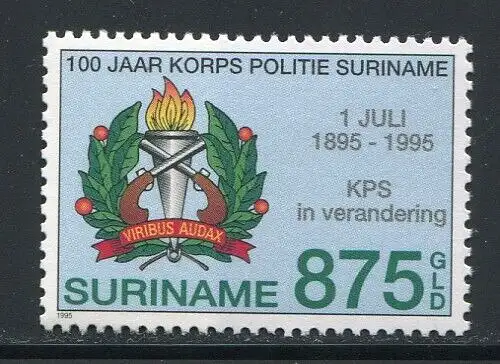 100 JAAR KORPS POLITIE SURINAME
1 JULI
1895 - 1995
KPS
in verandering
VIRIBUS AUDAX
SURINAME 875 GLD
1995